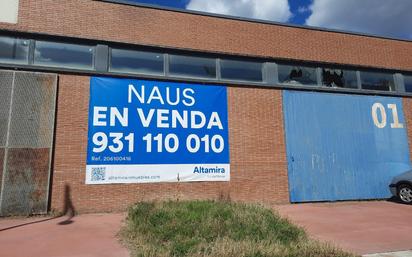 NAUS
EN VENDA
931 110 010
Ref. 206100416
Altamira
altamirainmuebles.com
01